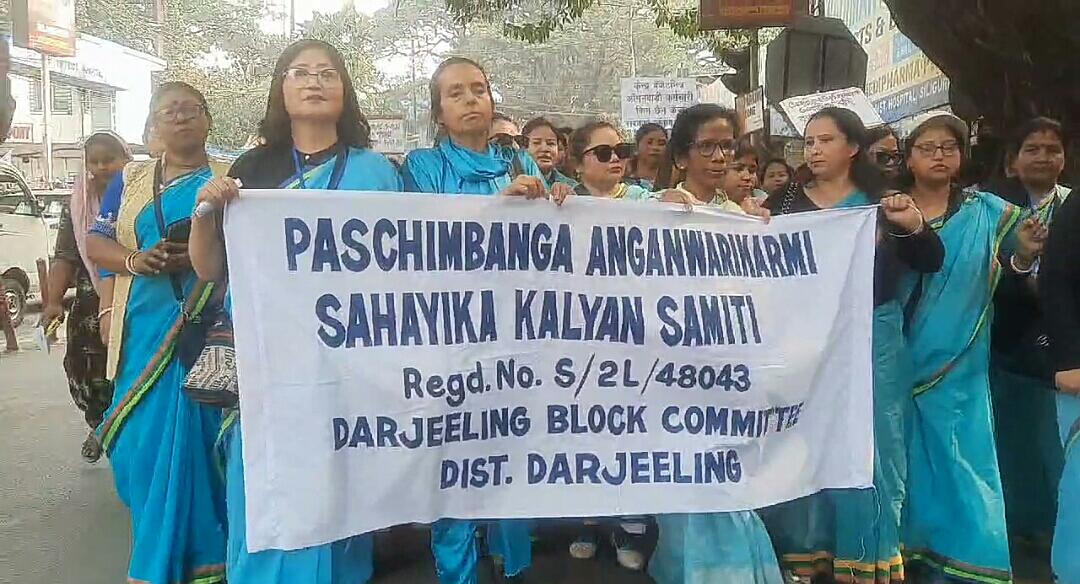 PASCHIMBANGA ANGANWARIKARMI
SAHAYIKA KALYAN SAMITI
Regd. No. S/2L/48043
DARJEELING BLOCK COMMITTEE
DIST. DARJEELING